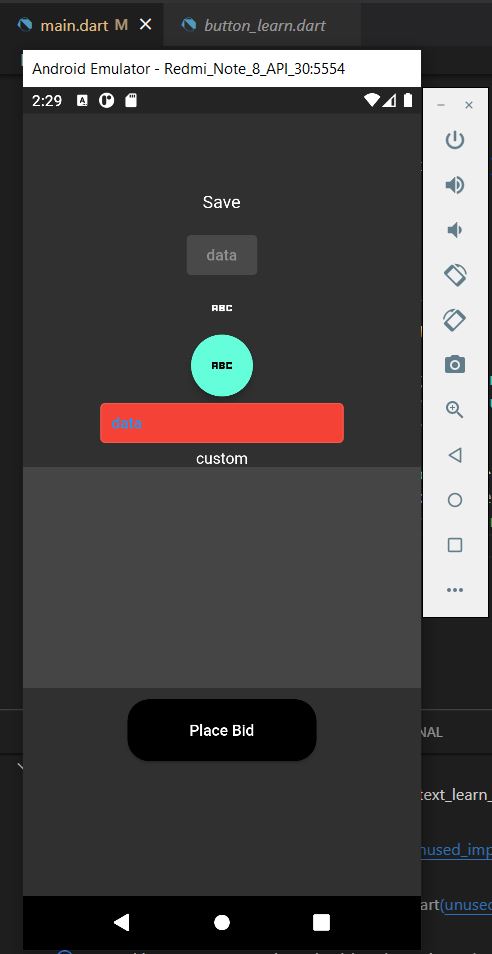 main.dart M
button_learn.dart
Android Emulator - Redmi_Note_8_API_30:5554
2:29
A
Save
data
ABC
ABC
data
custom
Place Bid
NAL
text_learn_
nused_imp
art(unused